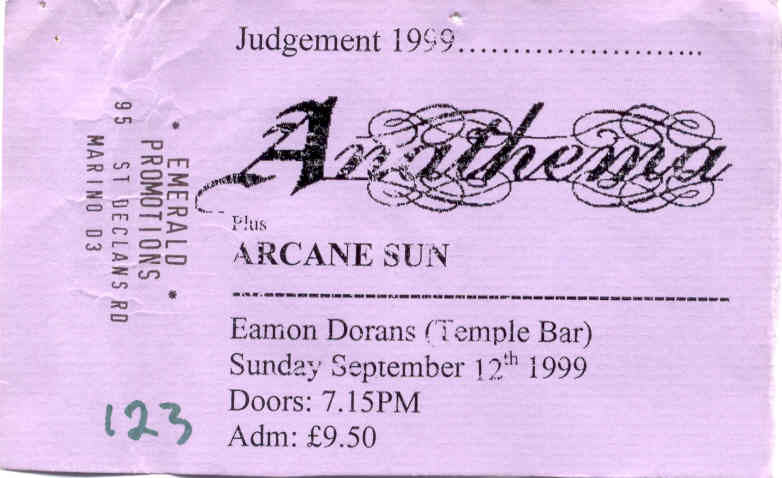 Judgement 1999.......................
Anathema
Plus
ARCANE SUN
--------------------------------------------------
Eamon Dorans (Temple Bar)
Sunday September 12th 1999
Doors: 7.15PM
Adm: £9.50
* EMERALD *
PROMOTIONS
95 ST DECLANS RD
MARINO D3
123